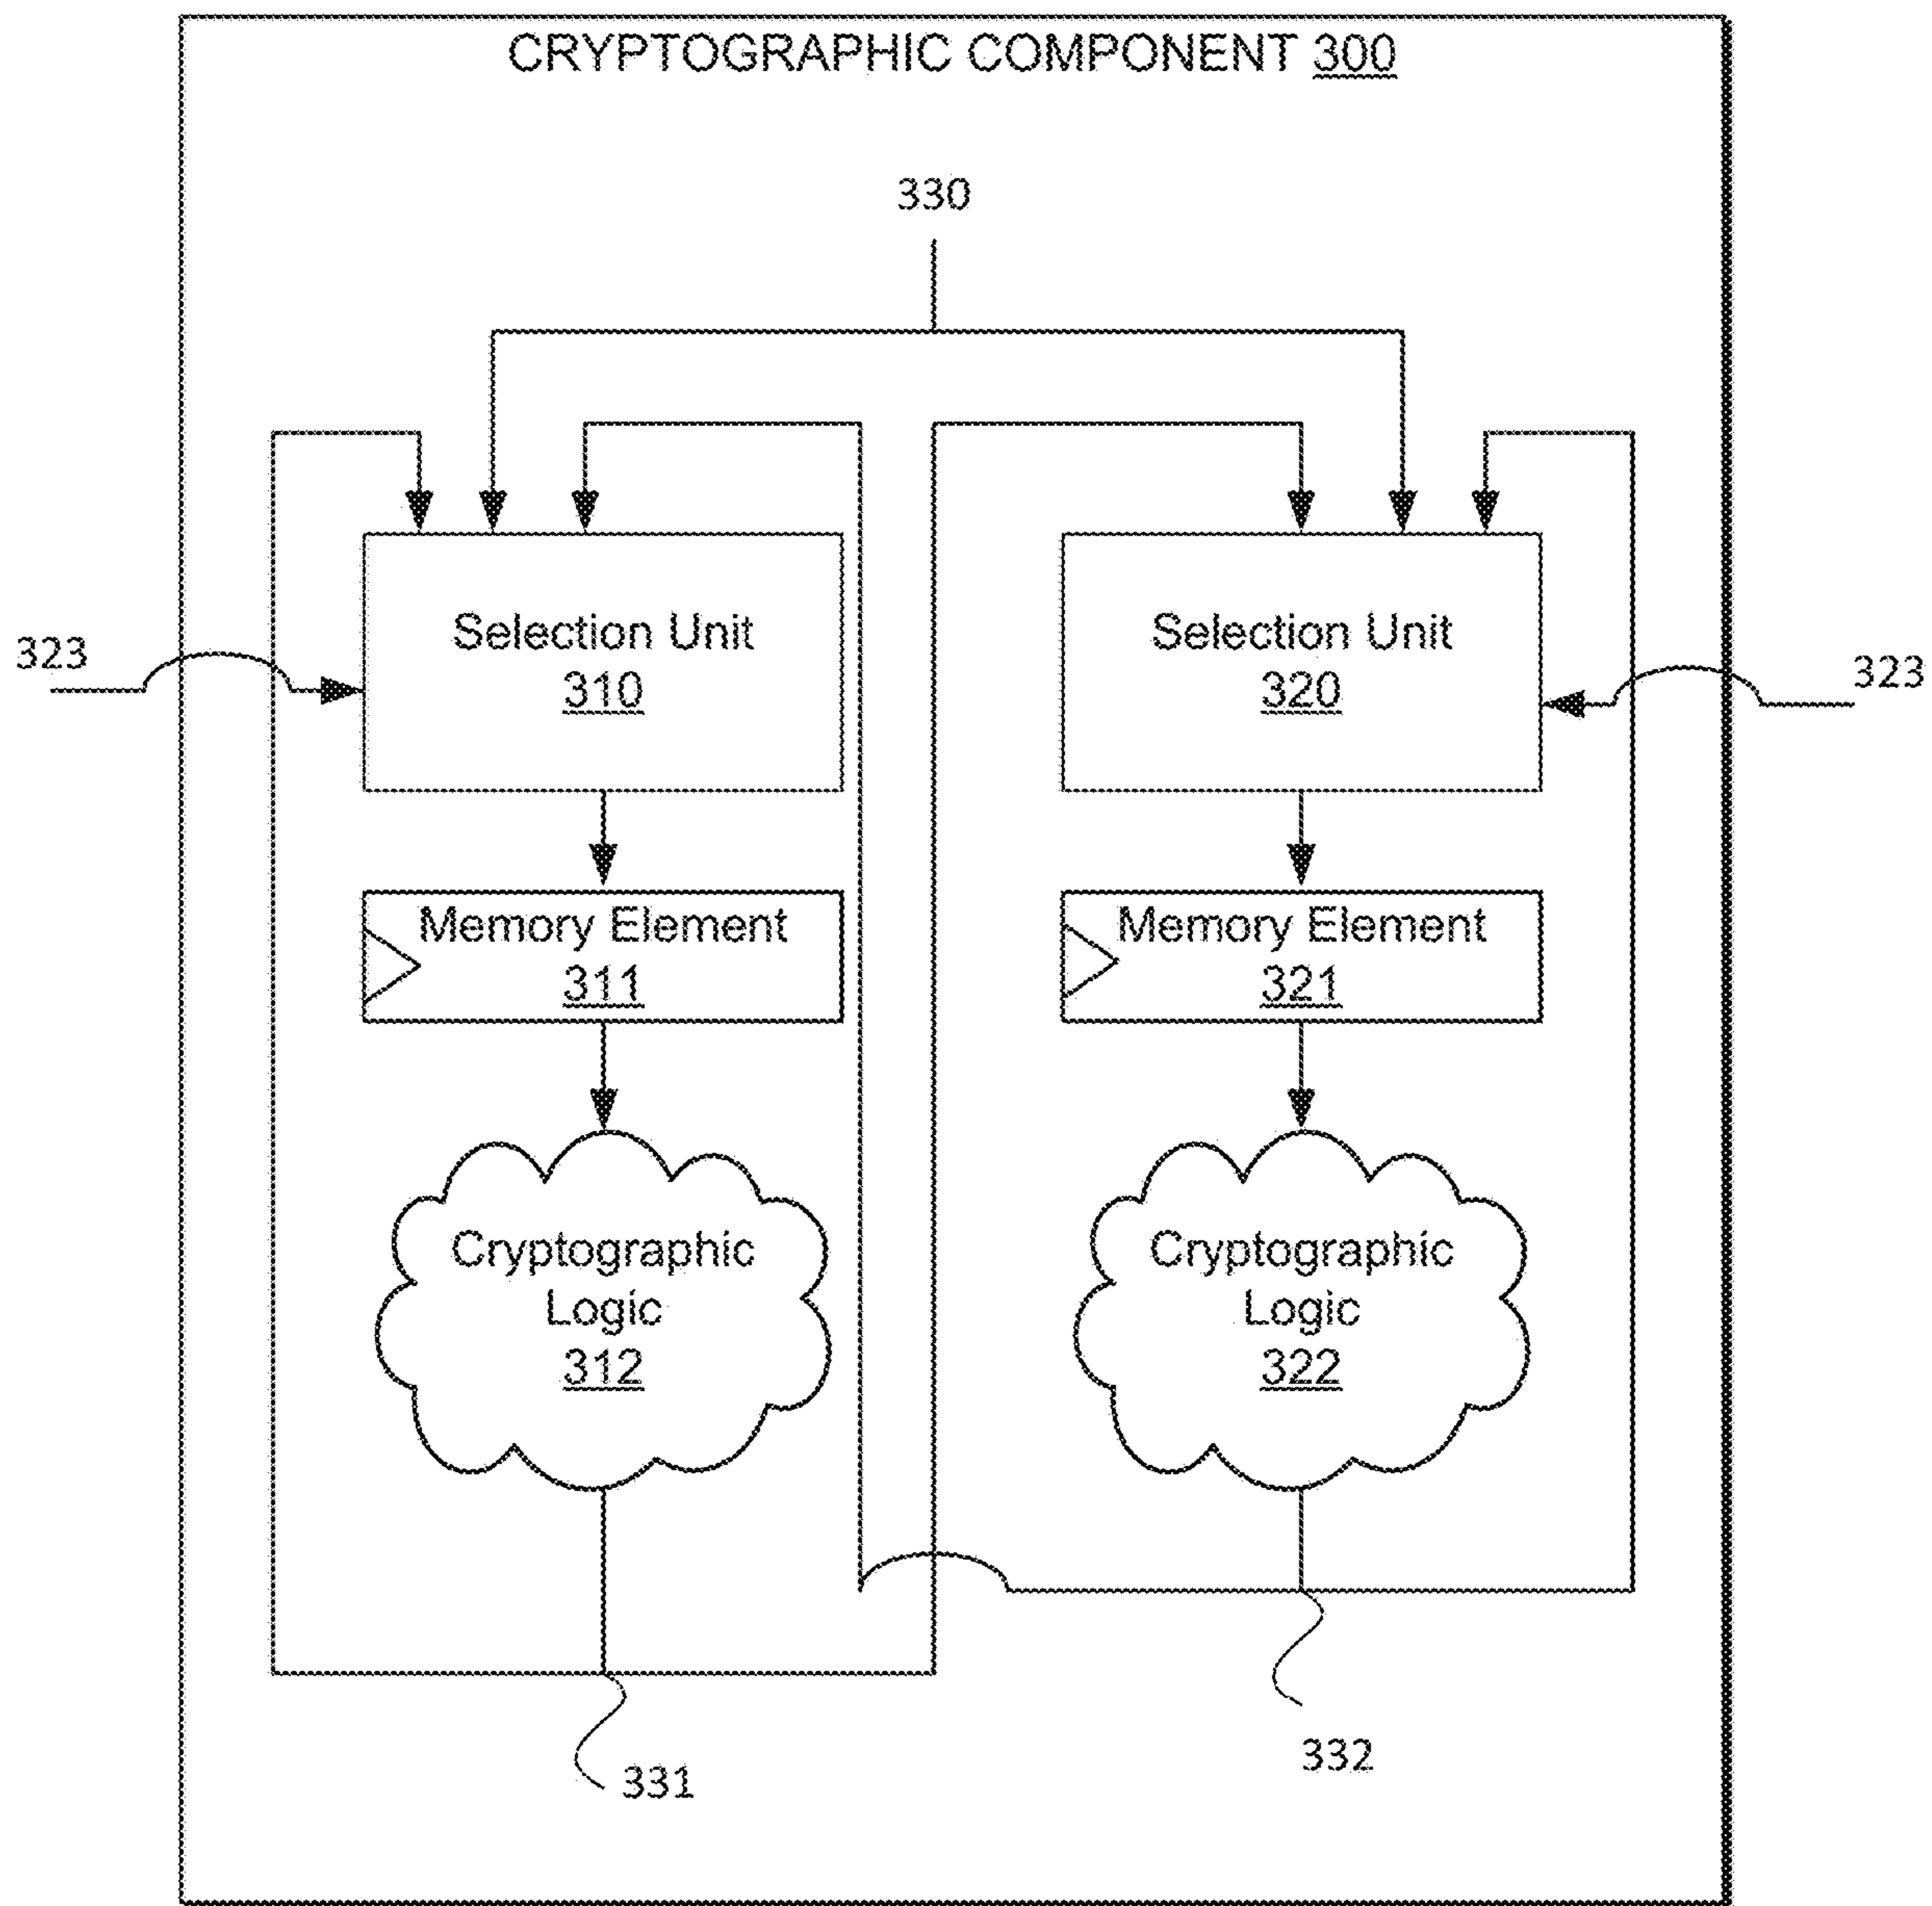 CRYPTOGRAPHIC COMPONENT 300
330
Selection Unit
310
Selection Unit
320
323
323
Memory Element
311
Memory Element
321
Cryptographic
Logic
312
Cryptographic
Logic
322
331
332